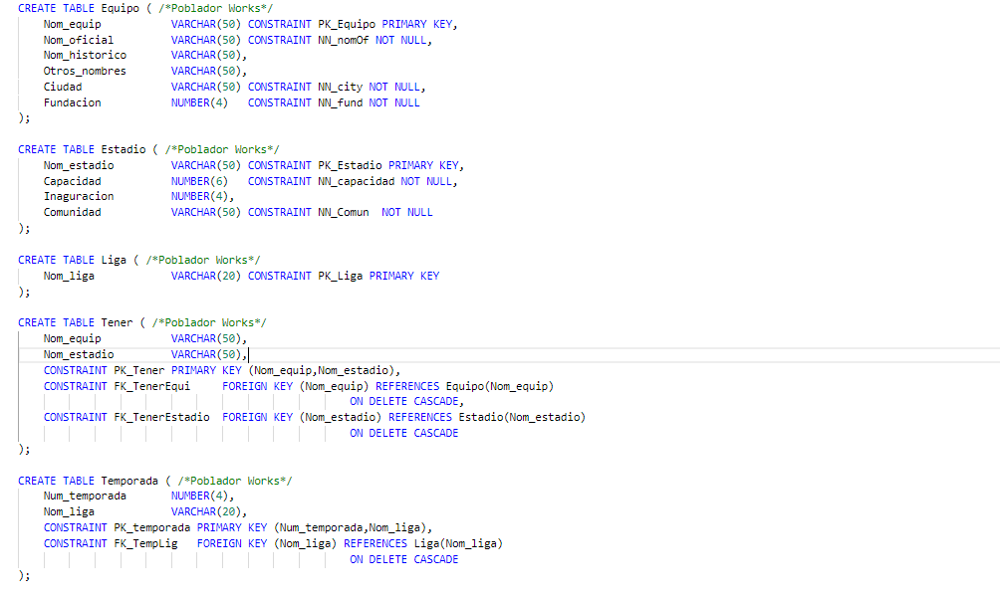 CREATE TABLE Equipo ( /*Poblador Works*/
Nom_equip VARCHAR(50) CONSTRAINT PK_Equipo PRIMARY KEY,
Nom_oficial VARCHAR(50) CONSTRAINT NN_nomOf NOT NULL,
Nom_historico VARCHAR(50),
Otros_nombres VARCHAR(50),
Ciudad VARCHAR(50) CONSTRAINT NN_city NOT NULL,
Fundacion NUMBER(4) CONSTRAINT NN_fund NOT NULL
);
CREATE TABLE Estadio ( /*Poblador Works*/
Nom_estadio VARCHAR(50) CONSTRAINT PK_Estadio PRIMARY KEY,
Capacidad NUMBER(6) CONSTRAINT NN_capacidad NOT NULL,
Inaguracion NUMBER(4),
Comunidad VARCHAR(50) CONSTRAINT NN_Comun NOT NULL
);
CREATE TABLE Liga ( /*Poblador Works*/
Nom_liga VARCHAR(20) CONSTRAINT PK_Liga PRIMARY KEY
);
CREATE TABLE Tener ( /*Poblador Works*/
Nom_equip VARCHAR(50),
Nom_estadio VARCHAR(50),
CONSTRAINT PK_Tener PRIMARY KEY (Nom_equip,Nom_estadio),
CONSTRAINT FK_TenerEqui FOREIGN KEY (Nom_equip) REFERENCES Equipo(Nom_equip)
ON DELETE CASCADE,
CONSTRAINT FK_TenerEstadio FOREIGN KEY (Nom_estadio) REFERENCES Estadio(Nom_estadio)
ON DELETE CASCADE
);
CREATE TABLE Temporada ( /*Poblador Works*/
Num_temporada NUMBER(4),
Nom_liga VARCHAR(20),
CONSTRAINT PK_temporada PRIMARY KEY (Num_temporada,Nom_liga),
CONSTRAINT FK_TempLig FOREIGN KEY (Nom_liga) REFERENCES Liga(Nom_liga)
ON DELETE CASCADE
);